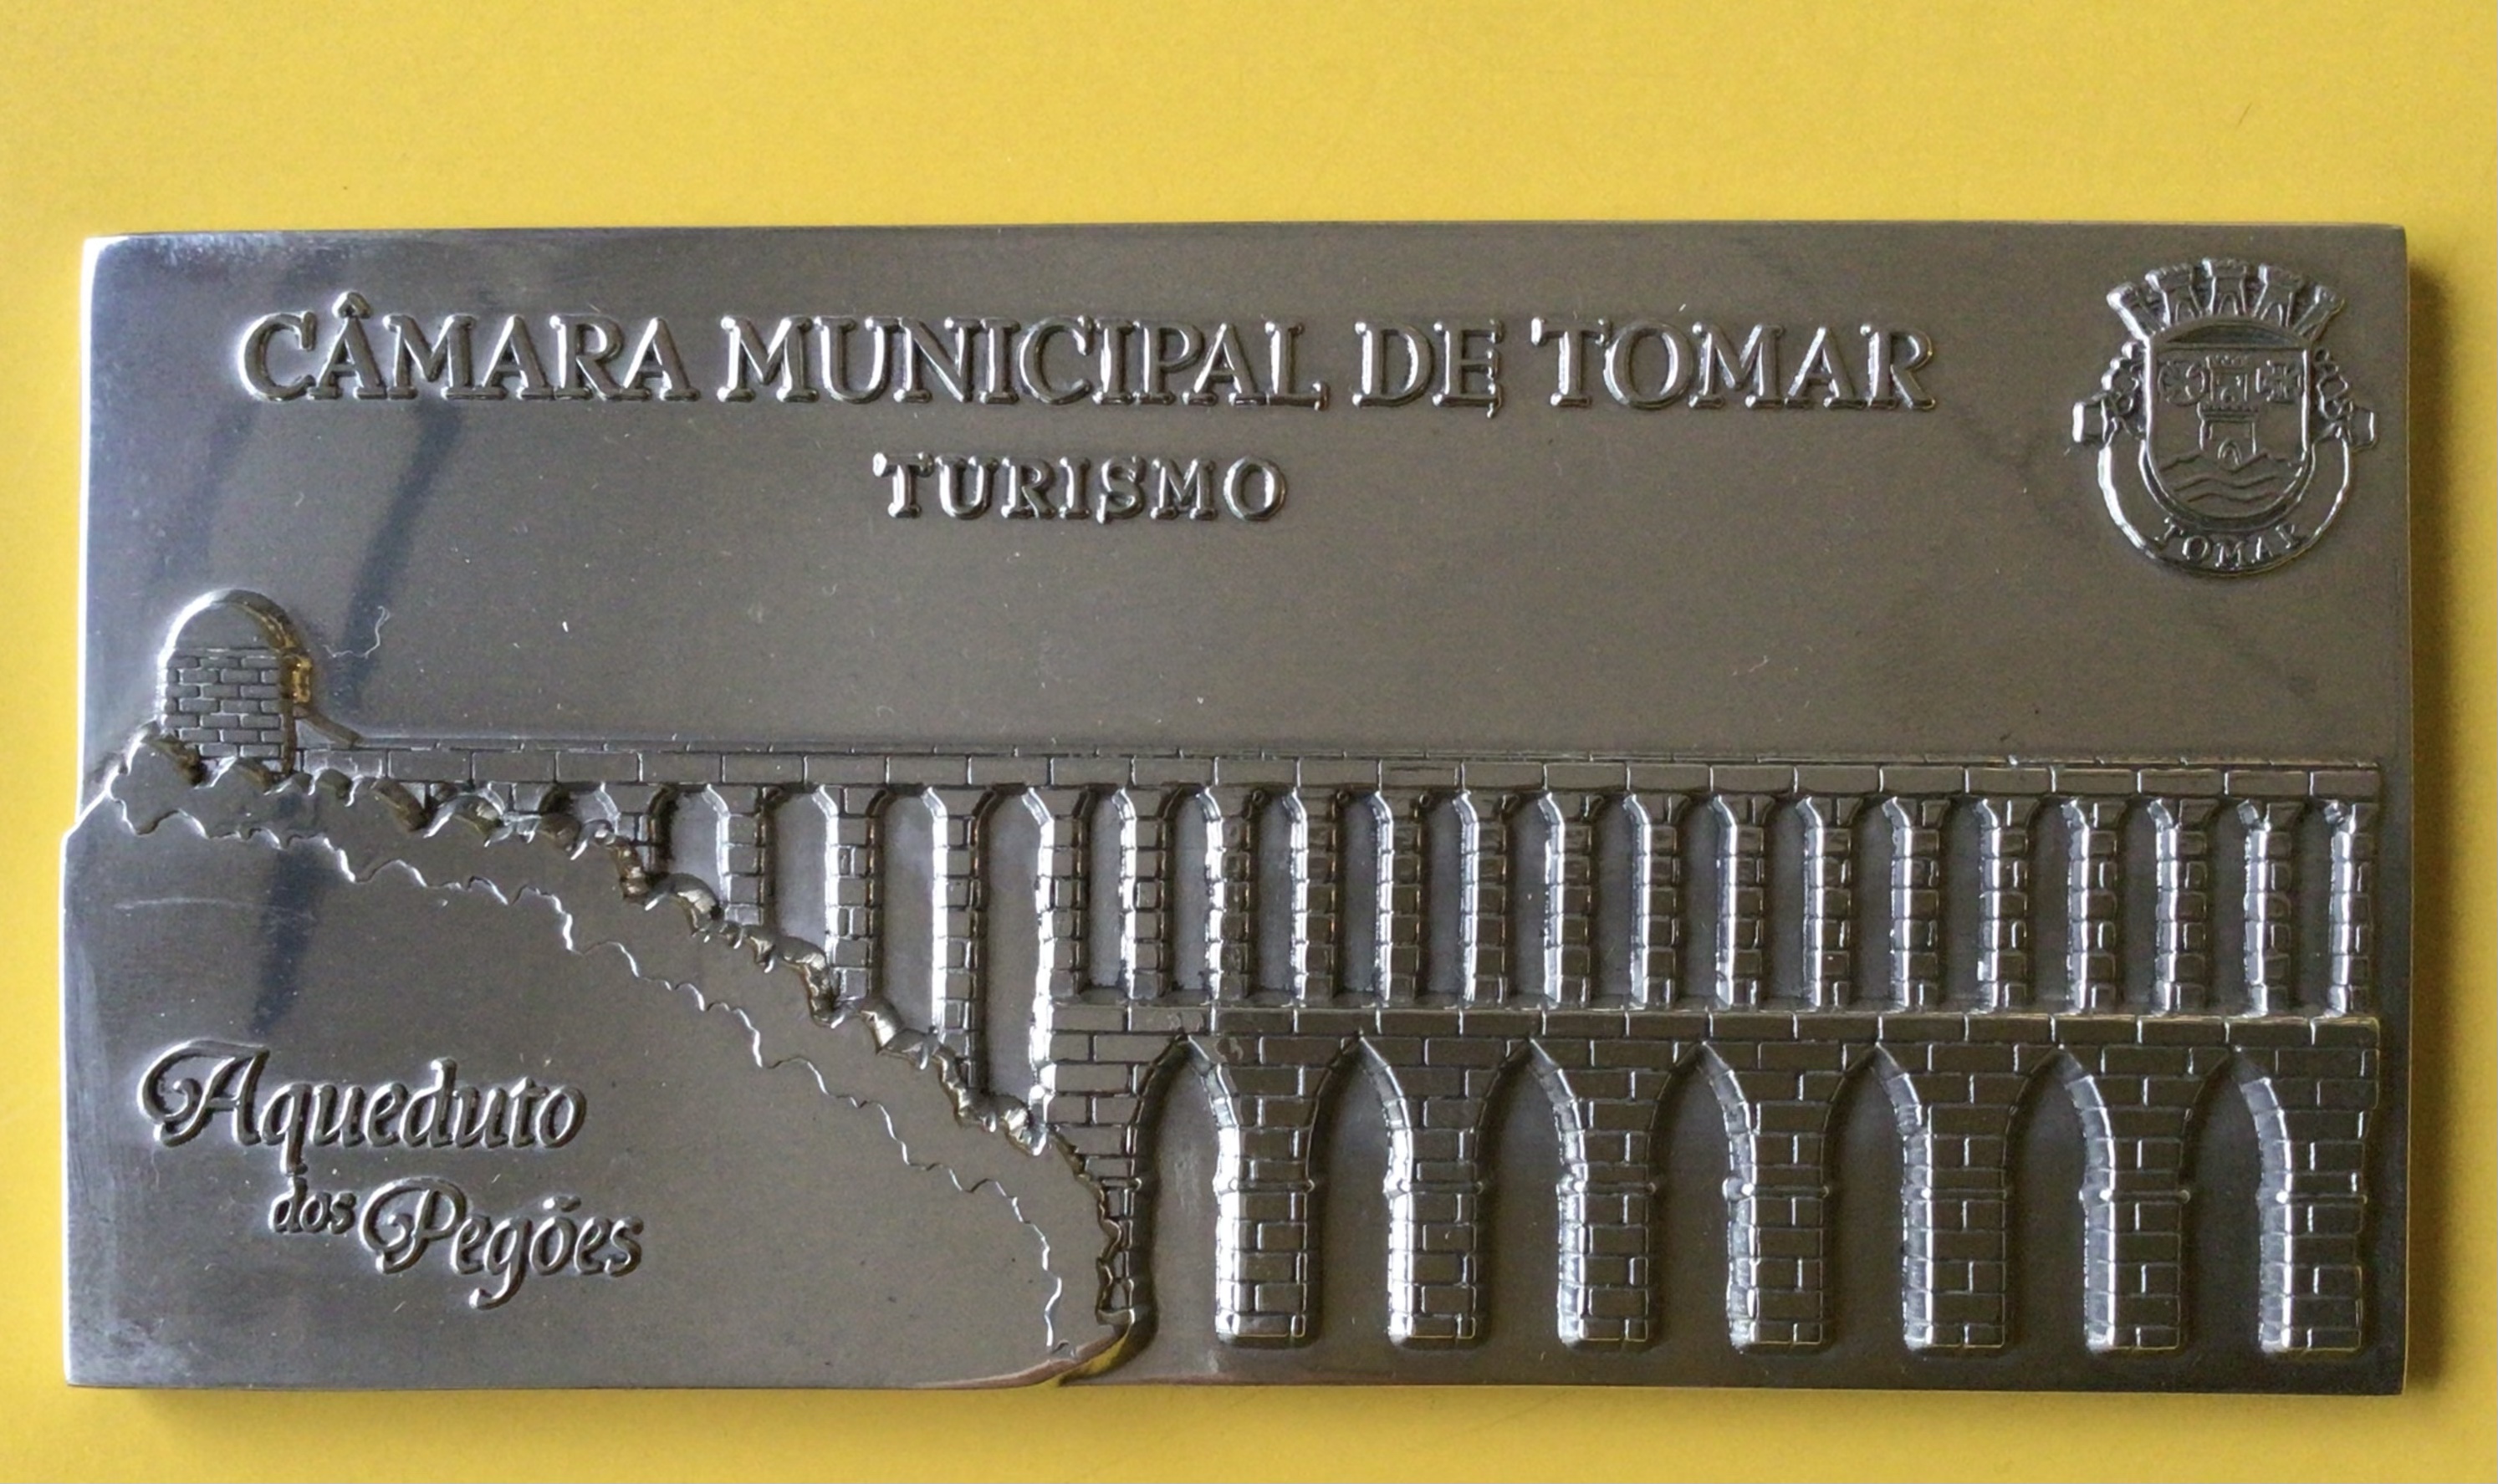 CÂMARA MUNICIPAL DE TOMAR
TURISMO
TOMAR
Aqueduto
dos Pegões